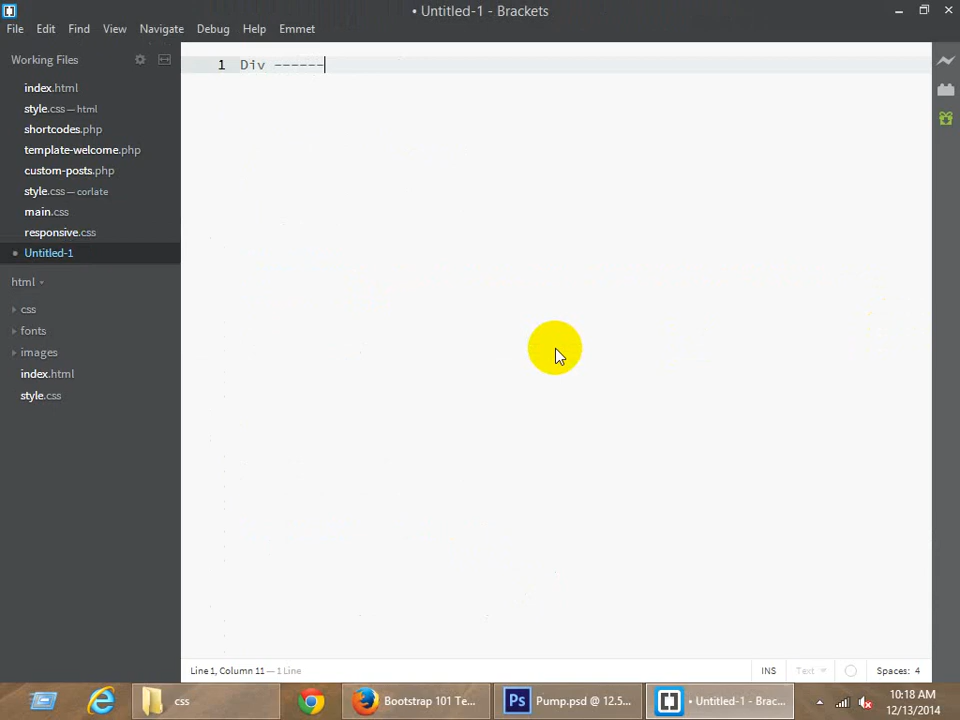 • Untitled-1 - Brackets
File Edit Find View Navigate Debug Help Emmet
Working Files
index.html
style.css — html
shortcodes.php
template-welcome.php
custom-posts.php
style.css — corlate
main.css
responsive.css
Untitled-1
html
css
fonts
images
index.html
style.css
1 Div ------
Line 1, Column 11 — 1 Line
INS Text Spaces: 4
css
Bootstrap 101 Te...
Ps Pump.psd @ 12.5...
• Untitled-1 - Brac...
10:18 AM
12/13/2014